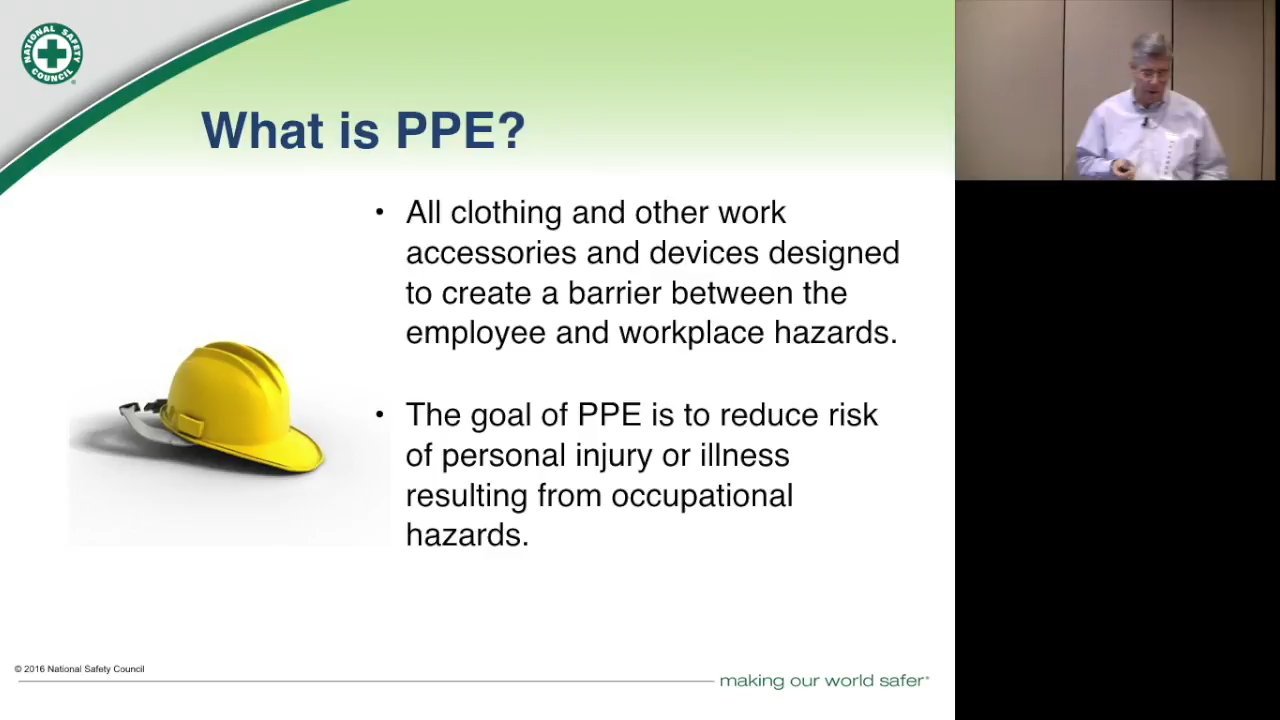 NATIONAL SAFETY
COUNCIL
What is PPE?
• All clothing and other work
accessories and devices designed
to create a barrier between the
employee and workplace hazards.
• The goal of PPE is to reduce risk
of personal injury or illness
resulting from occupational
hazards.
© 2016 National Safety Council
making our world safer®